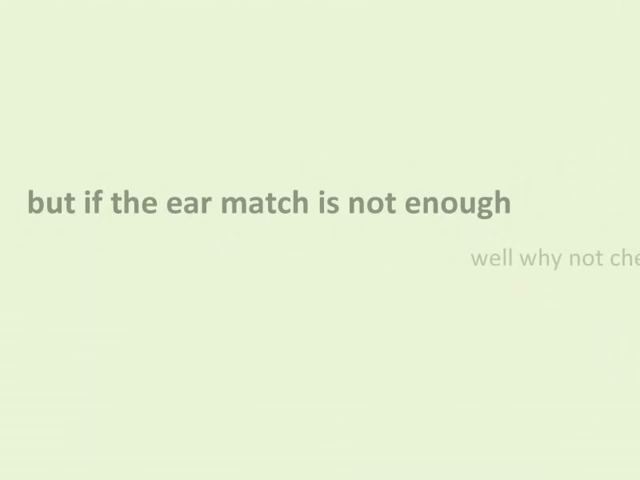 but if the ear match is not enough
well why not